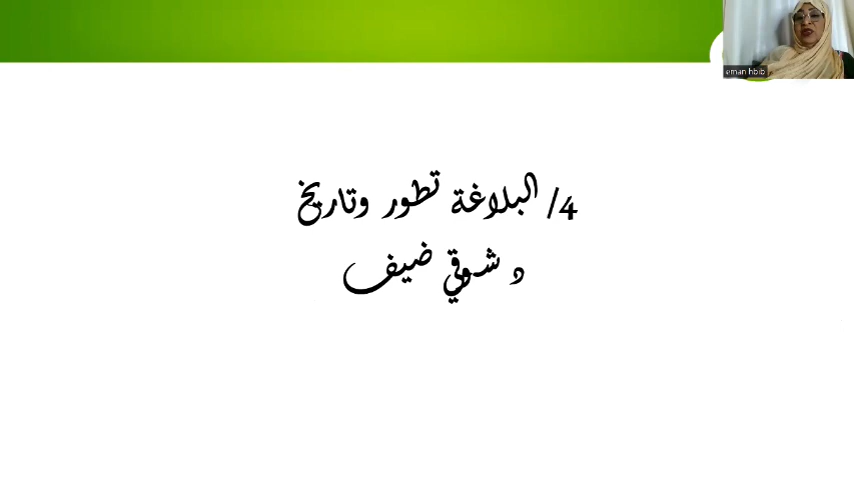 eman hbib
4/ البلاغة تطور وتاريخ
د شوقي ضيف